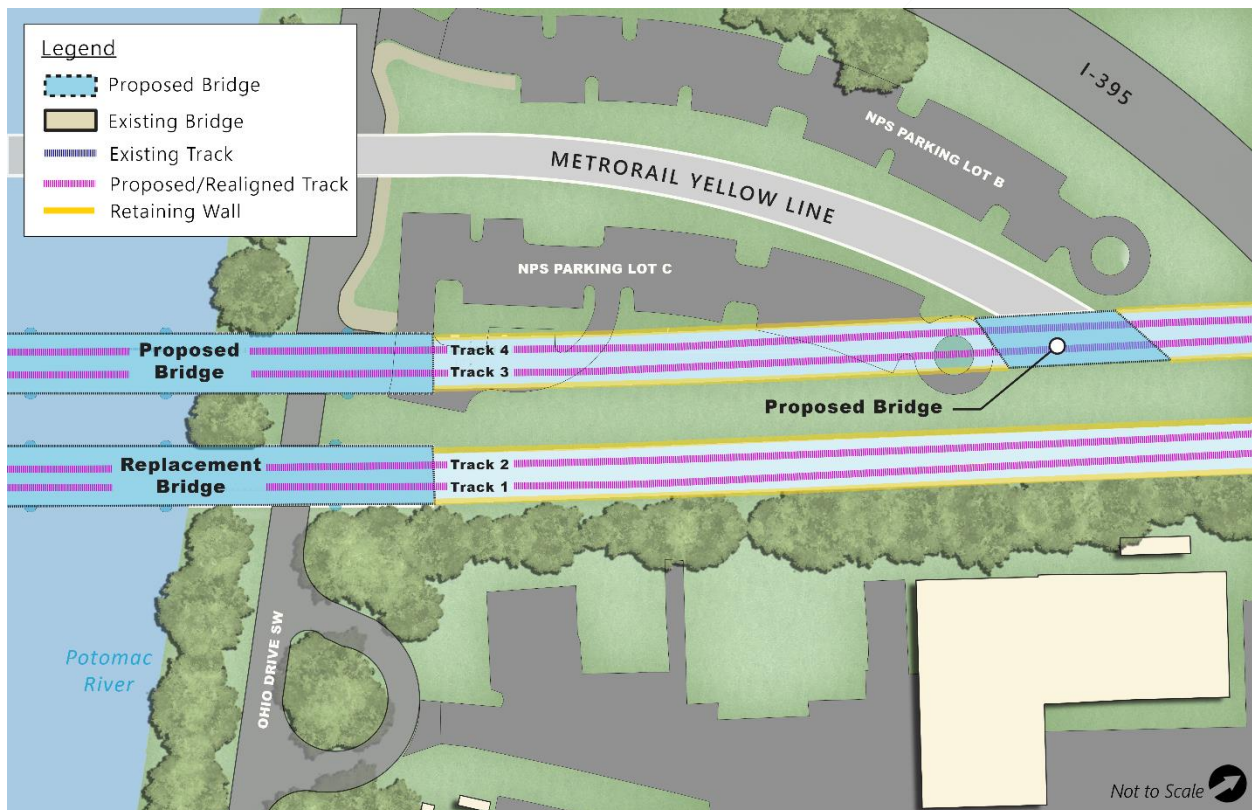 Legend
Proposed Bridge
Existing Bridge
Existing Track
Proposed/Realigned Track
Retaining Wall
I-395
NPS PARKING LOT B
METRORAIL YELLOW LINE
NPS PARKING LOT C
Proposed
Bridge
Track 4
Track 3
Proposed Bridge
Replacement
Bridge
Track 2
Track 1
OHIO DRIVE SW
Potomac
River
Not to Scale